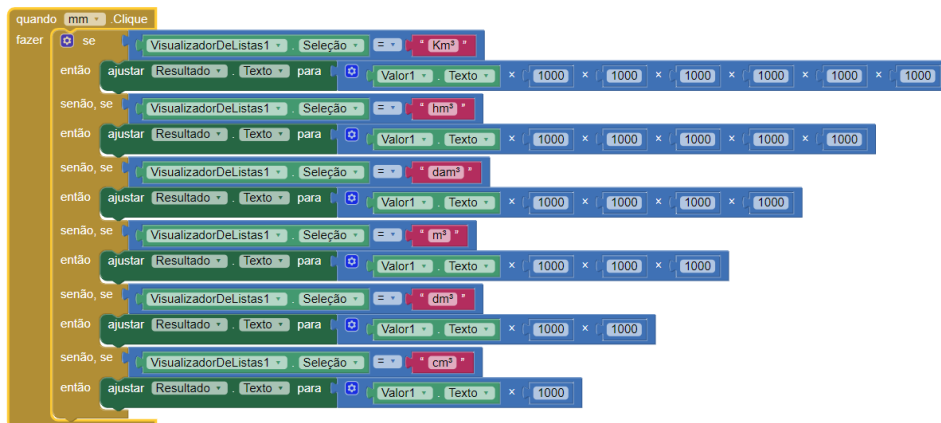 quando mm .Clique
fazer se VisualizadorDeListas1 . Seleção = " Km³ "
então ajustar Resultado . Texto para Valor1 . Texto × 1000 × 1000 × 1000 × 1000 × 1000 × 1000
senão, se VisualizadorDeListas1 . Seleção = " hm³ "
então ajustar Resultado . Texto para Valor1 . Texto × 1000 × 1000 × 1000 × 1000 × 1000
senão, se VisualizadorDeListas1 . Seleção = " dam³ "
então ajustar Resultado . Texto para Valor1 . Texto × 1000 × 1000 × 1000 × 1000
senão, se VisualizadorDeListas1 . Seleção = " m³ "
então ajustar Resultado . Texto para Valor1 . Texto × 1000 × 1000 × 1000
senão, se VisualizadorDeListas1 . Seleção = " dm³ "
então ajustar Resultado . Texto para Valor1 . Texto × 1000 × 1000
senão, se VisualizadorDeListas1 . Seleção = " cm³ "
então ajustar Resultado . Texto para Valor1 . Texto × 1000